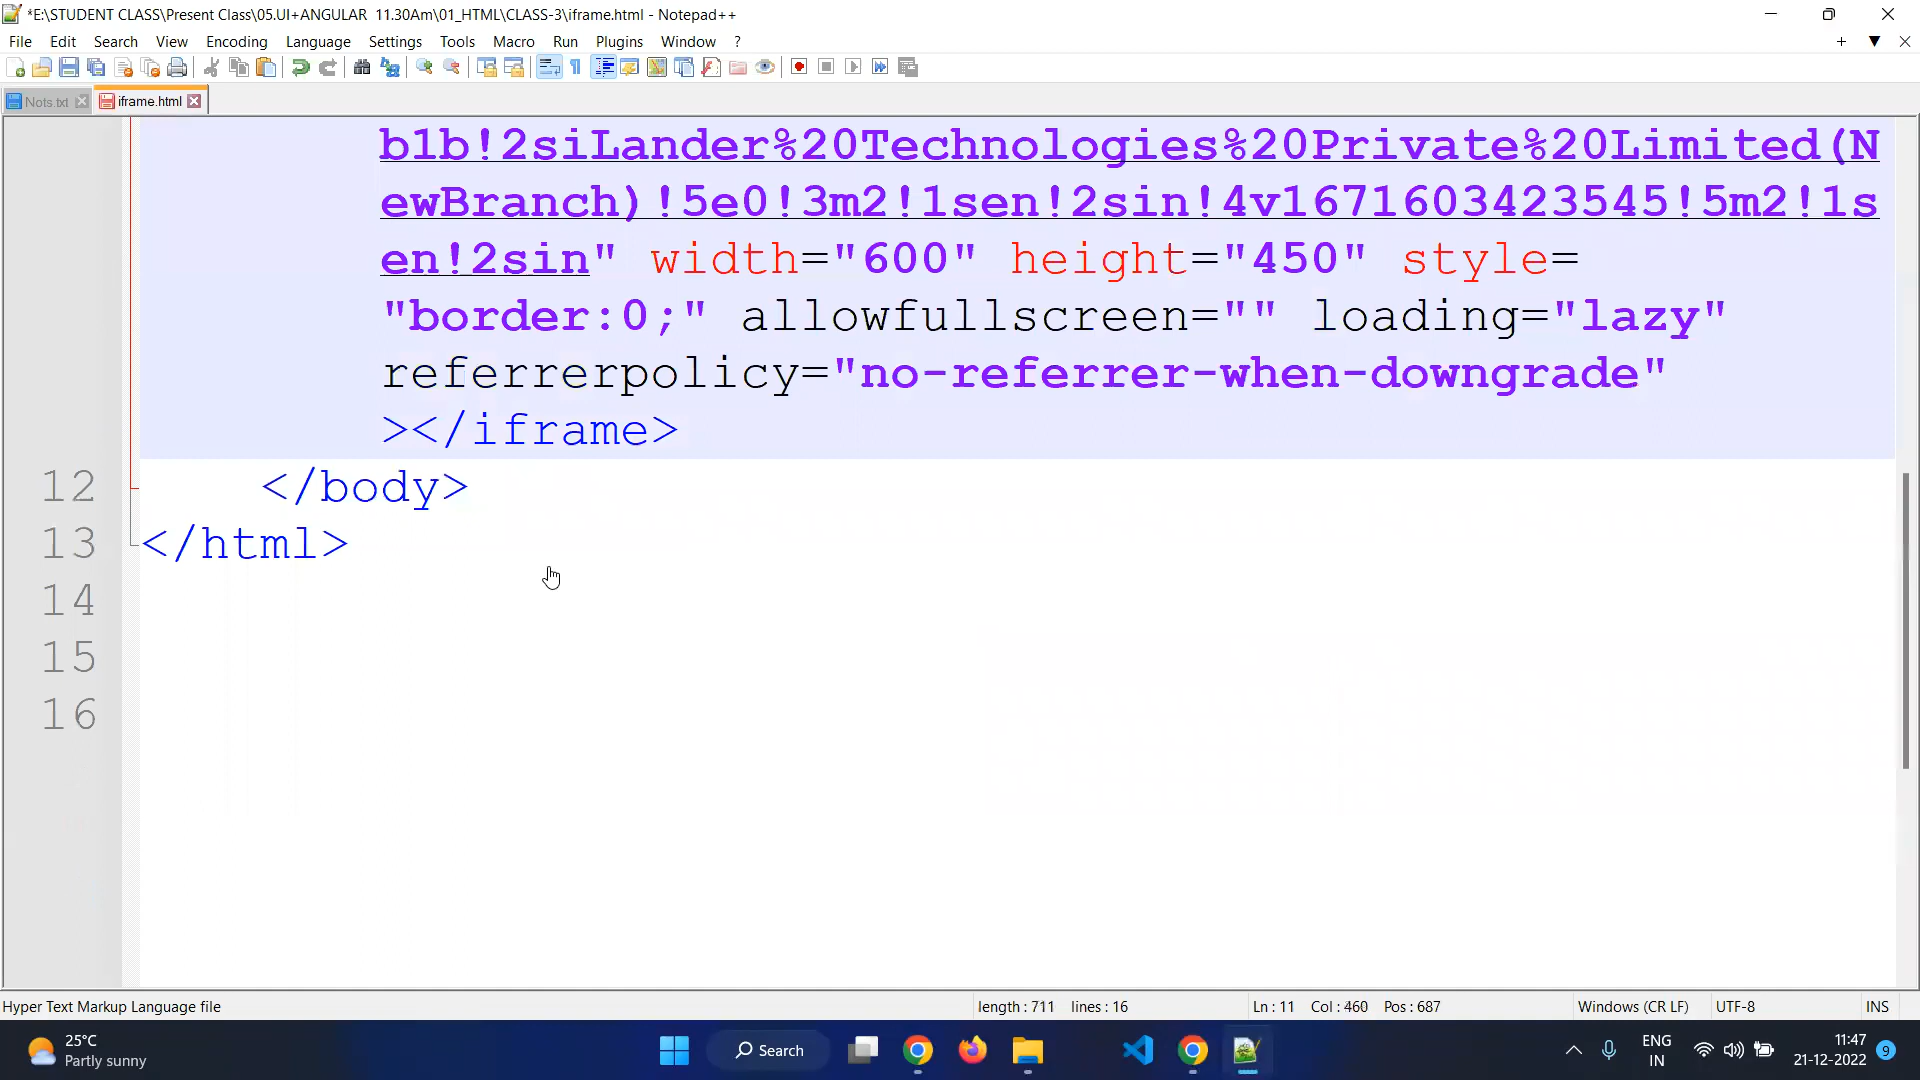 *E:\STUDENT CLASS\Present Class\05.UI+ANGULAR  11.30Am\01_HTML\CLASS-3\iframe.html - Notepad++
File Edit Search View Encoding Language Settings Tools Macro Run Plugins Window ?
Nots.txt iframe.html
b1b!2siLander%20Technologies%20Private%20Limited(N
ewBranch)!5e0!3m2!1sen!2sin!4v1671603423545!5m2!1s
en!2sin" width="600" height="450" style=
"border:0;" allowfullscreen="" loading="lazy"
referrerpolicy="no-referrer-when-downgrade"
></iframe>
12 </body>
13 </html>
14
15
16
Hyper Text Markup Language file length : 711 lines : 16 Ln : 11 Col : 460 Pos : 687 Windows (CR LF) UTF-8 INS
25°C
Partly sunny
Search
ENG
IN
11:47
21-12-2022
9